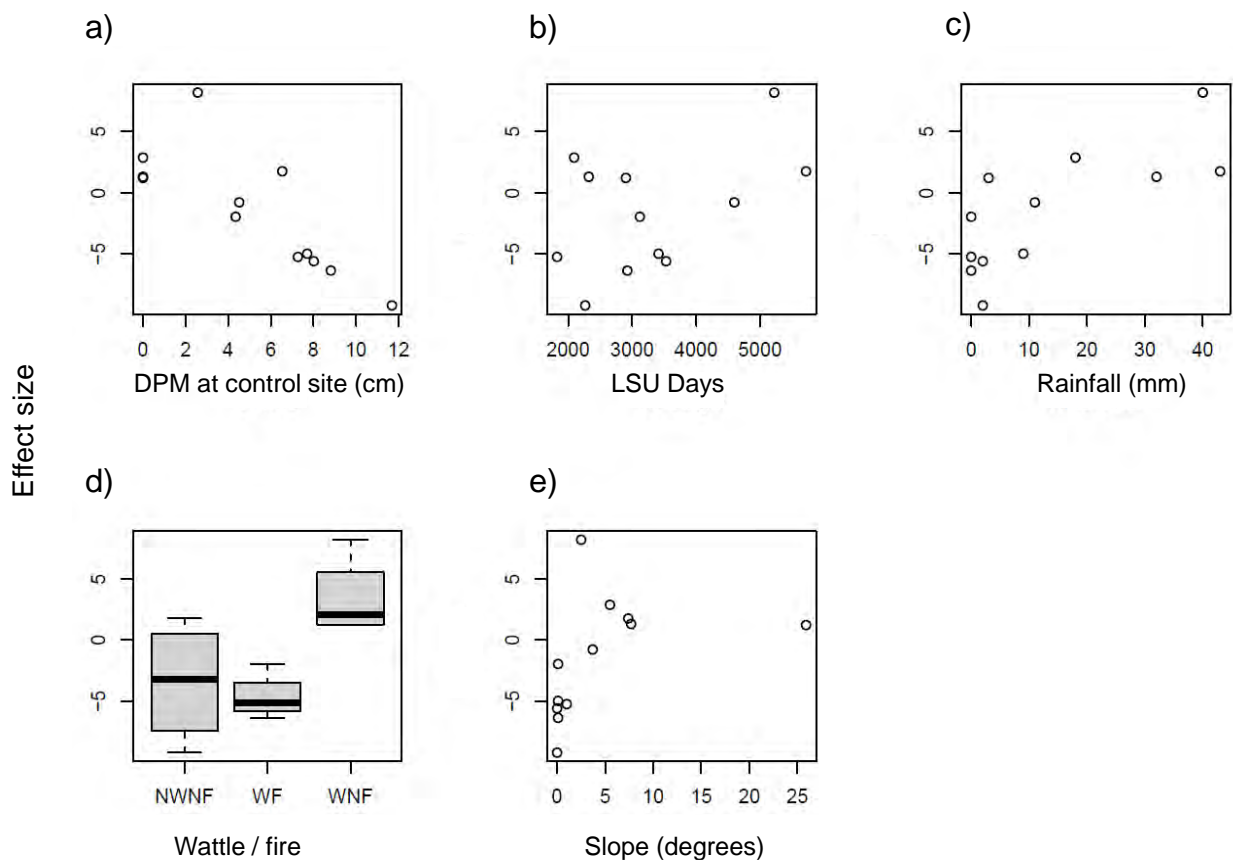 a)
b)
c)
5
0
−5
0 2 4 6 8 10 12
DPM at control site (cm)
5
0
−5
2000 3000 4000 5000
LSU Days
5
0
−5
0 10 20 30 40
Rainfall (mm)
Effect size
d)
e)
5
0
−5
NWNF WF WNF
Wattle / fire
5
0
−5
0 5 10 15 20 25
Slope (degrees)